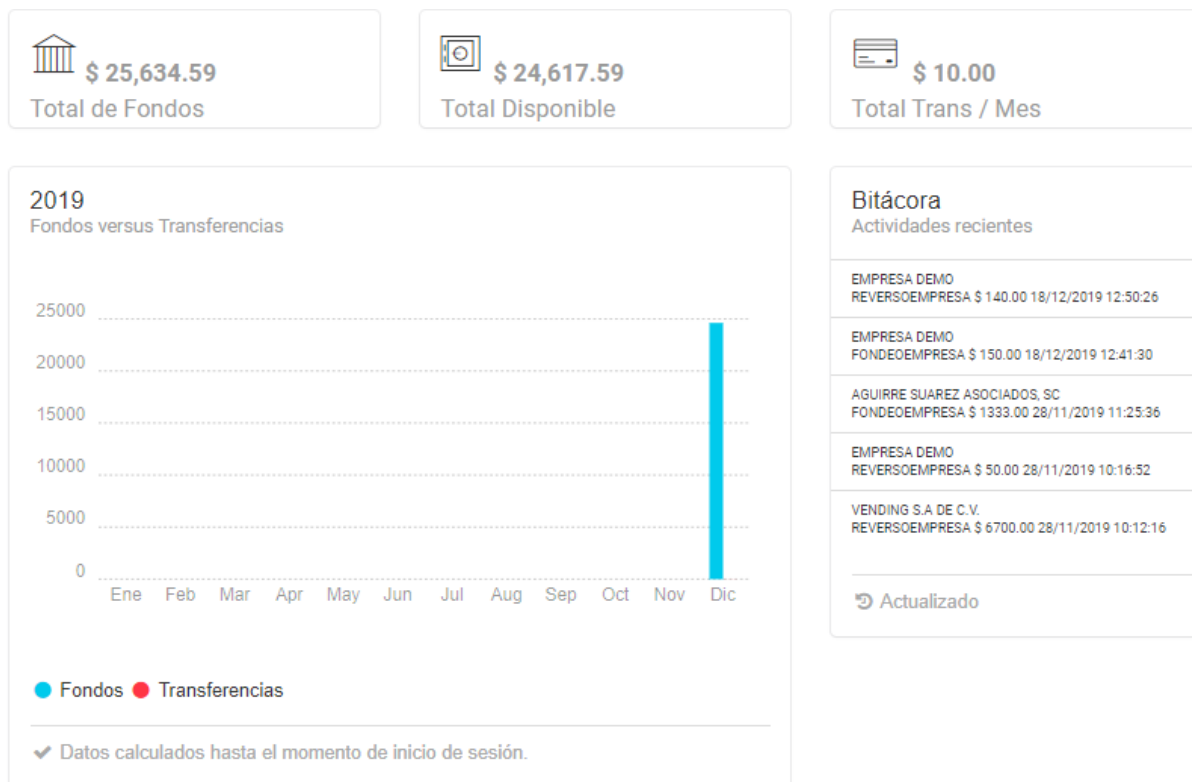 $ 25,634.59
Total de Fondos
$ 24,617.59
Total Disponible
$ 10.00
Total Trans / Mes
2019
Fondos versus Transferencias
25000
20000
15000
10000
5000
0
Ene Feb Mar Apr May Jun Jul Aug Sep Oct Nov Dic
Fondos Transferencias
Datos calculados hasta el momento de inicio de sesión.
Bitácora
Actividades recientes
EMPRESA DEMO
REVERSOEMPRESA $ 140.00 18/12/2019 12:50:26
EMPRESA DEMO
FONDEOEMPRESA $ 150.00 18/12/2019 12:41:30
AGUIRRE SUAREZ ASOCIADOS, SC
FONDEOEMPRESA $ 1333.00 28/11/2019 11:25:36
EMPRESA DEMO
REVERSOEMPRESA $ 50.00 28/11/2019 10:16:52
VENDING S.A DE C.V.
REVERSOEMPRESA $ 6700.00 28/11/2019 10:12:16
Actualizado